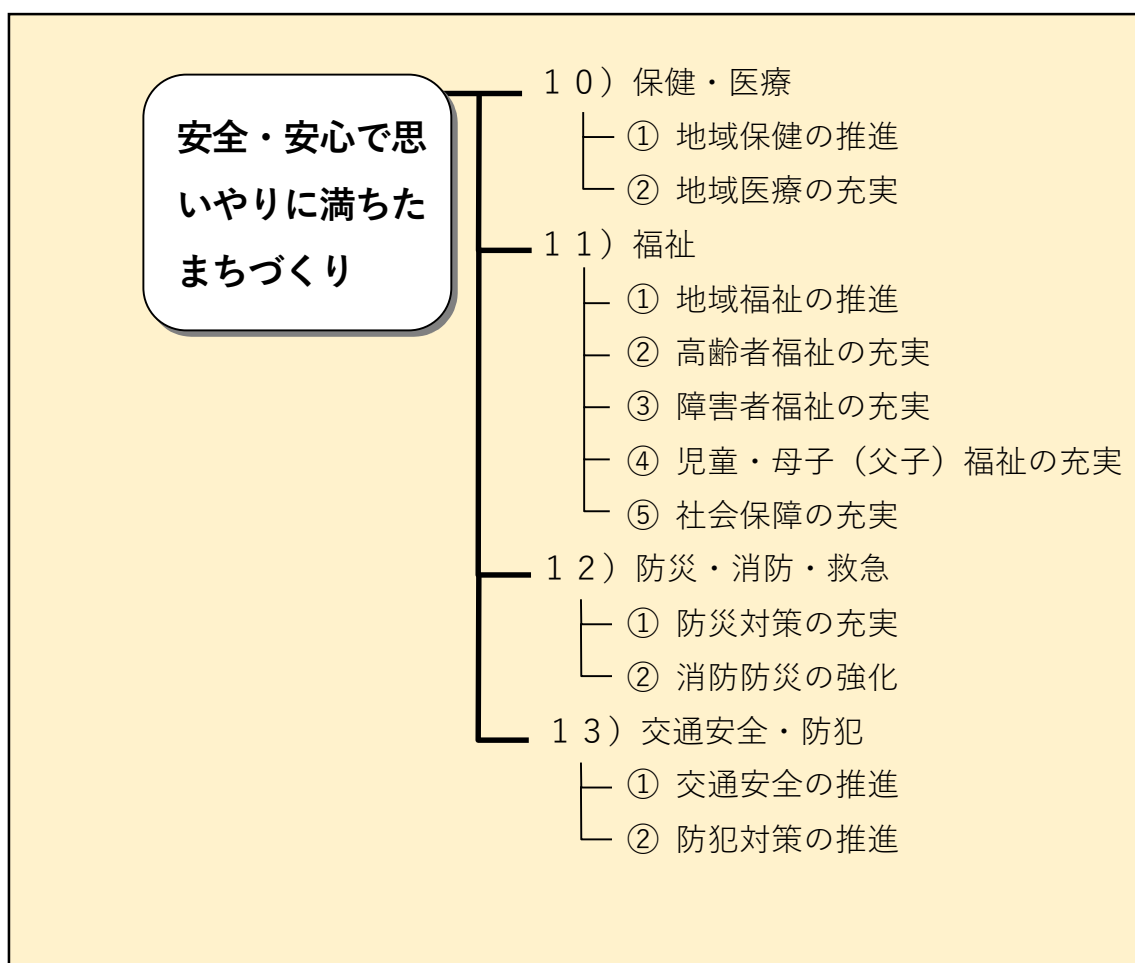 安全・安心で思
いやりに満ちた
まちづくり
１０）保健・医療
① 地域保健の推進
② 地域医療の充実
１１）福祉
① 地域福祉の推進
② 高齢者福祉の充実
③ 障害者福祉の充実
④ 児童・母子（父子）福祉の充実
⑤ 社会保障の充実
１２）防災・消防・救急
① 防災対策の充実
② 消防防災の強化
１３）交通安全・防犯
① 交通安全の推進
② 防犯対策の推進